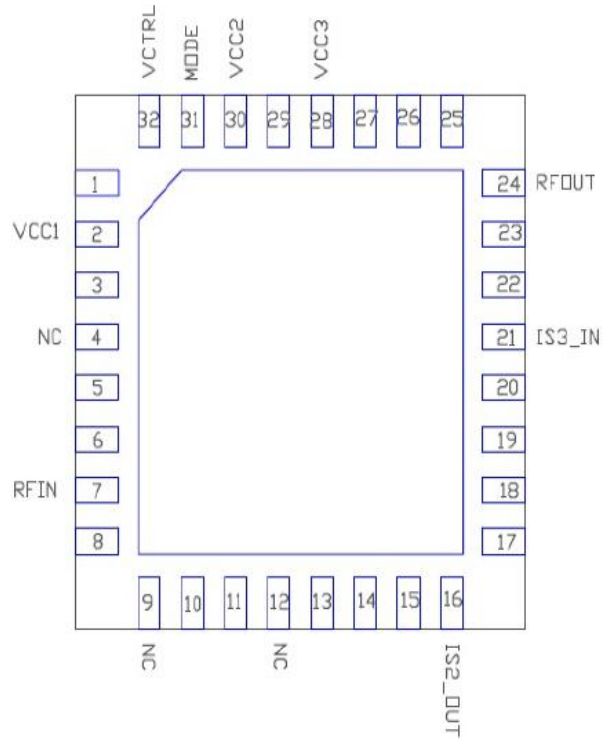 VCTRL MODE VCC2 VCC3
32 31 30 29 28 27 26 25
1 24 RFOUT
VCC1 2 23
3 22
NC 4 21 IS3_IN
5 20
6 19
RFIN 7 18
8 17
9 10 11 12 13 14 15 16
NC NC IS2_OUT